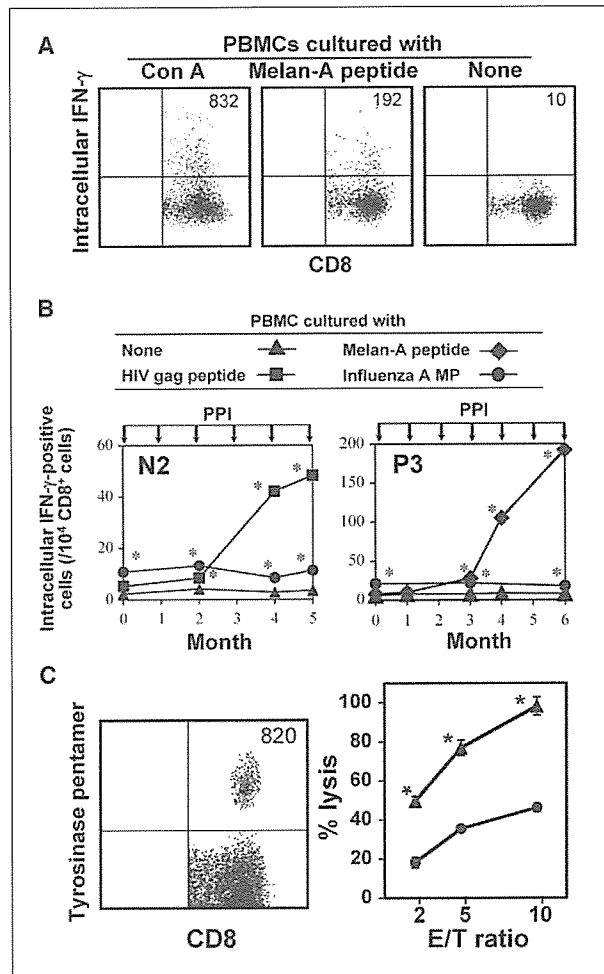 A
PBMCs cultured with
Con A Melan-A peptide None
832 192 10
Intracellular IFN-γ
CD8
B
PBMC cultured with
None Melan-A peptide
HIV gag peptide Influenza A MP
PPI PPI
N2 P3
Intracellular IFN-γ-positive
cells (/10⁴ CD8⁺ cells)
60 40 20 0
* * * * * *
0 1 2 3 4 5
Month
200 150 100 50 0
* * * * * *
0 1 2 3 4 5 6
Month
C
820
Tyrosinase pentamer
CD8
100 80 60 40 20 0
% lysis
* * *
2 5 10
E/T ratio